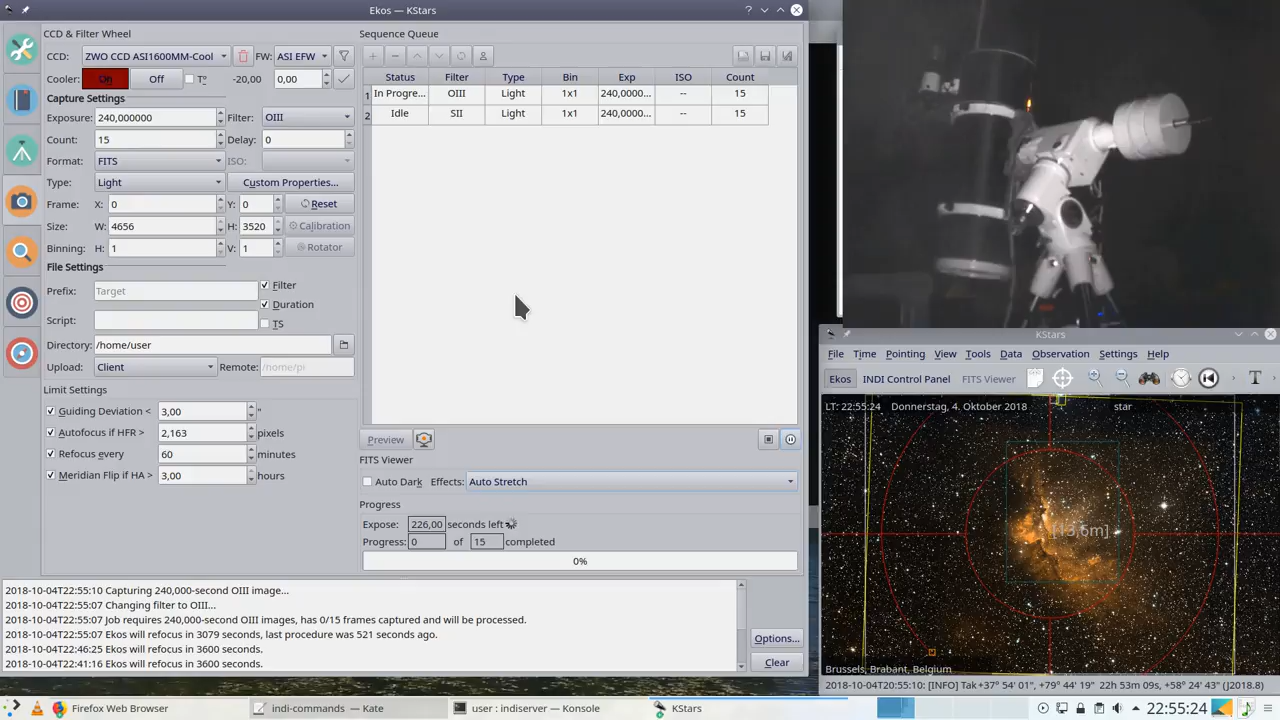 Ekos — KStars
CCD & Filter Wheel
CCD: ZWO CCD ASI1600MM-Cool FW: ASI EFW
Cooler: On Off T° -20,00 0,00
Capture Settings
Exposure: 240,000000 Filter: OIII
Count: 15 Delay: 0
Format: FITS ISO:
Type: Light Custom Properties...
Frame: X: 0 Y: 0 Reset
Size: W: 4656 H: 3520 Calibration
Binning: H: 1 V: 1 Rotator
File Settings
Prefix: Target Filter
Duration
Script: TS
Directory: /home/user
Upload: Client Remote: /home/pi
Limit Settings
Guiding Deviation < 3,00 "
Autofocus if HFR > 2,163 pixels
Refocus every 60 minutes
Meridian Flip if HA > 3,00 hours
Sequence Queue
Status Filter Type Bin Exp ISO Count
1 In Progre... OIII Light 1x1 240,0000... -- 15
2 Idle SII Light 1x1 240,0000... -- 15
Preview
FITS Viewer
Auto Dark Effects: Auto Stretch
Progress
Expose: 226,00 seconds left
Progress: 0 of 15 completed
0%
2018-10-04T22:55:10 Capturing 240,000-second OIII image...
2018-10-04T22:55:07 Changing filter to OIII...
2018-10-04T22:55:07 Job requires 240,000-second OIII images, has 0/15 frames captured and will be processed.
2018-10-04T22:55:07 Ekos will refocus in 3079 seconds, last procedure was 521 seconds ago.
2018-10-04T22:46:25 Ekos will refocus in 3600 seconds.
2018-10-04T22:41:16 Ekos will refocus in 3600 seconds.
Options...
Clear
KStars
File Time Pointing View Tools Data Observation Settings Help
Ekos INDI Control Panel FITS Viewer T
LT: 22:55:24 Donnerstag, 4. Oktober 2018 star
[13,6m]
Brussels, Brabant, Belgium
2018-10-04T20:55:10: [INFO] Tak +37° 54' 01", +79° 44' 19" 22h 53m 09s, +58° 24' 43" (J2018.8)
Firefox Web Browser indi-commands — Kate user : indiserver — Konsole KStars 22:55:24